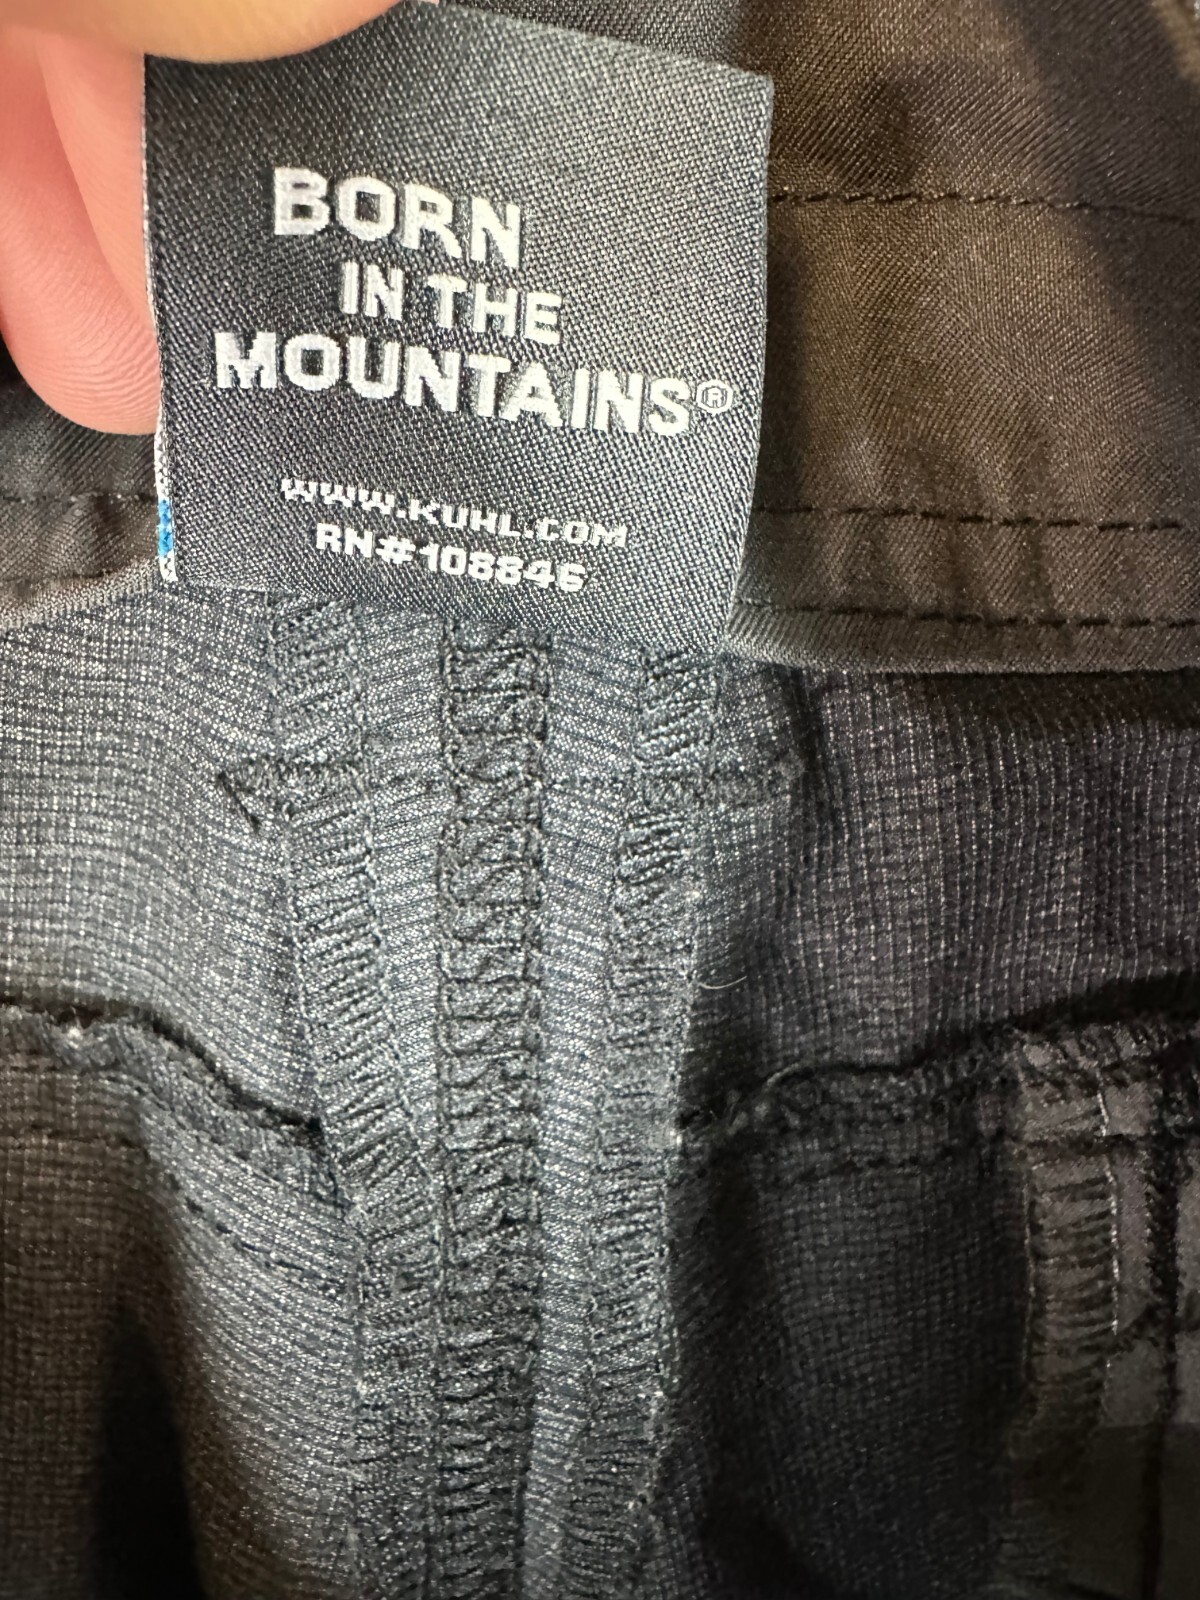 BORN
IN THE
MOUNTAINS®
WWW.KUHL.COM
RN#108846